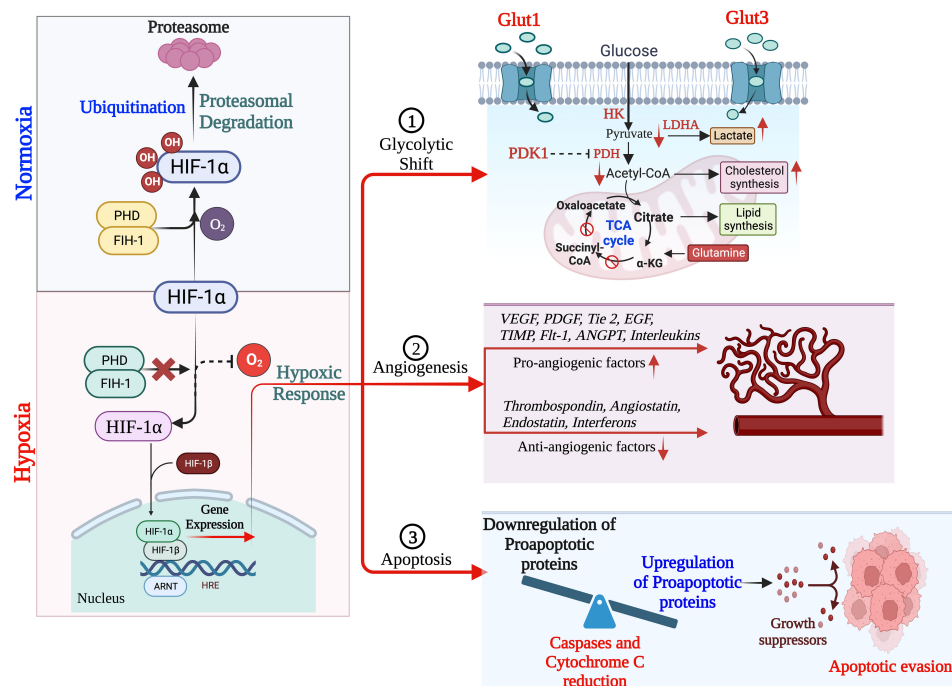 Normoxia
Proteasome
Ubiquitination
Proteasomal
Degradation
OH
OH
OH
HIF-1α
PHD
FIH-1
O₂
HIF-1α
Hypoxia
PHD
FIH-1
O₂
Hypoxic
Response
HIF-1α
HIF-1β
Gene
Expression
HIF-1α
HIF-1β
ARNT
HRE
Nucleus
1
Glycolytic
Shift
2
Angiogenesis
3
Apoptosis
Glut1
Glut3
Glucose
HK
Pyruvate
LDHA
Lactate
PDK1
PDH
Acetyl-CoA
Cholesterol
synthesis
Oxaloacetate
Citrate
Lipid
synthesis
TCA
cycle
Succinyl-
CoA
α-KG
Glutamine
VEGF, PDGF, Tie 2, EGF,
TIMP, Flt-1, ANGPT, Interleukins
Pro-angiogenic factors
Thrombospondin, Angiostatin,
Endostatin, Interferons
Anti-angiogenic factors
Downregulation of
Proapoptotic
proteins
Upregulation
of Proapoptotic
proteins
Caspases and
Cytochrome C
reduction
Growth
suppressors
Apoptotic evasion